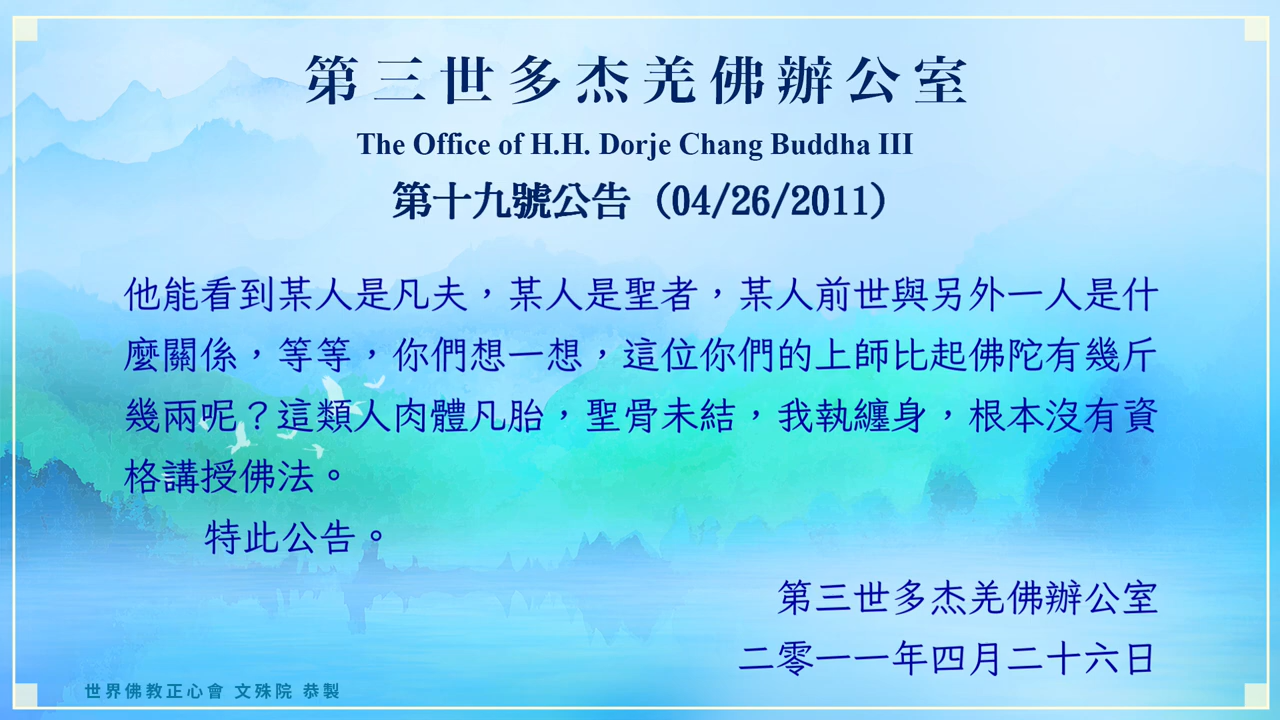 第三世多杰羌佛辦公室
The Office of H.H. Dorje Chang Buddha III
第十九號公告（04/26/2011）
他能看到某人是凡夫，某人是聖者，某人前世與另外一人是什
麼關係，等等，你們想一想，這位你們的上師比起佛陀有幾斤
幾兩呢？這類人肉體凡胎，聖骨未結，我執纏身，根本沒有資
格講授佛法。
特此公告。
第三世多杰羌佛辦公室
二零一一年四月二十六日
世界佛教正心會 文殊院 恭製